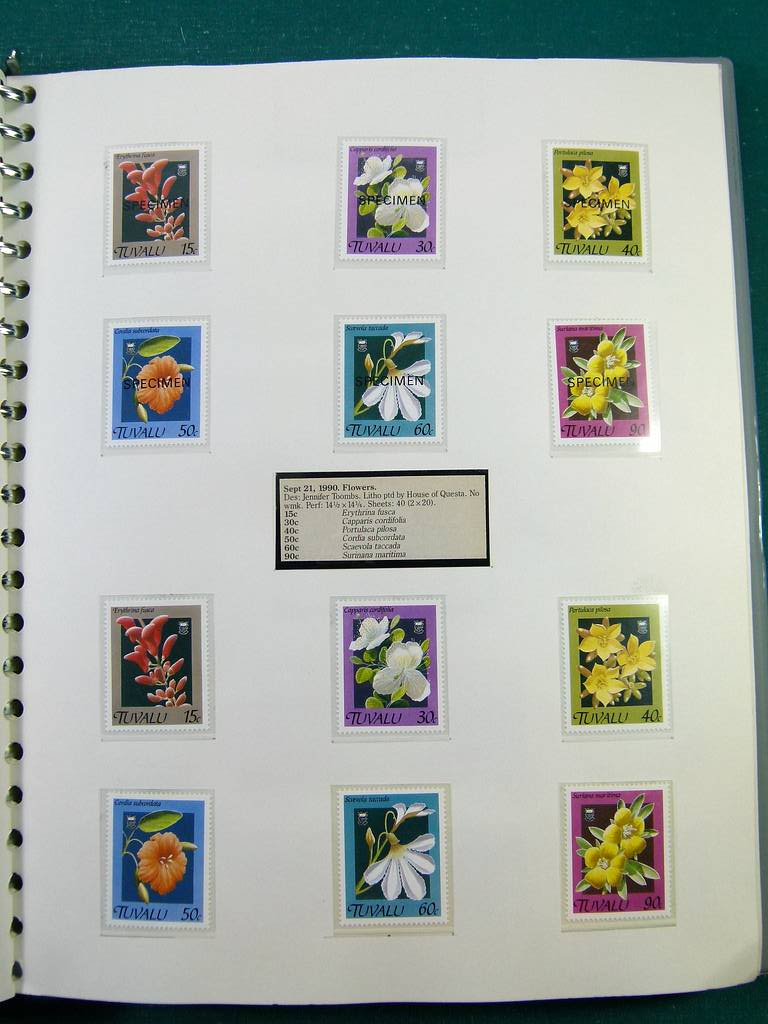 Erythrina fusca
SPECIMEN
TUVALU 15c
Capparis cordifolia
SPECIMEN
TUVALU 30c
Portulaca pilosa
SPECIMEN
TUVALU 40c
Cordia subcordata
SPECIMEN
TUVALU 50c
Scaevola taccada
SPECIMEN
TUVALU 60c
Suriana maritima
SPECIMEN
TUVALU 90
Sept 21, 1990. Flowers.
Des: Jennifer Toombs. Litho ptd by House of Questa. No
wmk. Perf: 14½ × 14¼. Sheets: 40 (2 × 20).
15c Erythrina fusca
30c Capparis cordifolia
40c Portulaca pilosa
50c Cordia subcordata
60c Scaevola taccada
90c Surinana maritima
Erythrina fusca
TUVALU 15c
Capparis cordifolia
TUVALU 30c
Portulaca pilosa
TUVALU 40c
Cordia subcordata
TUVALU 50c
Scaevola taccada
TUVALU 60c
Suriana maritima
TUVALU 90